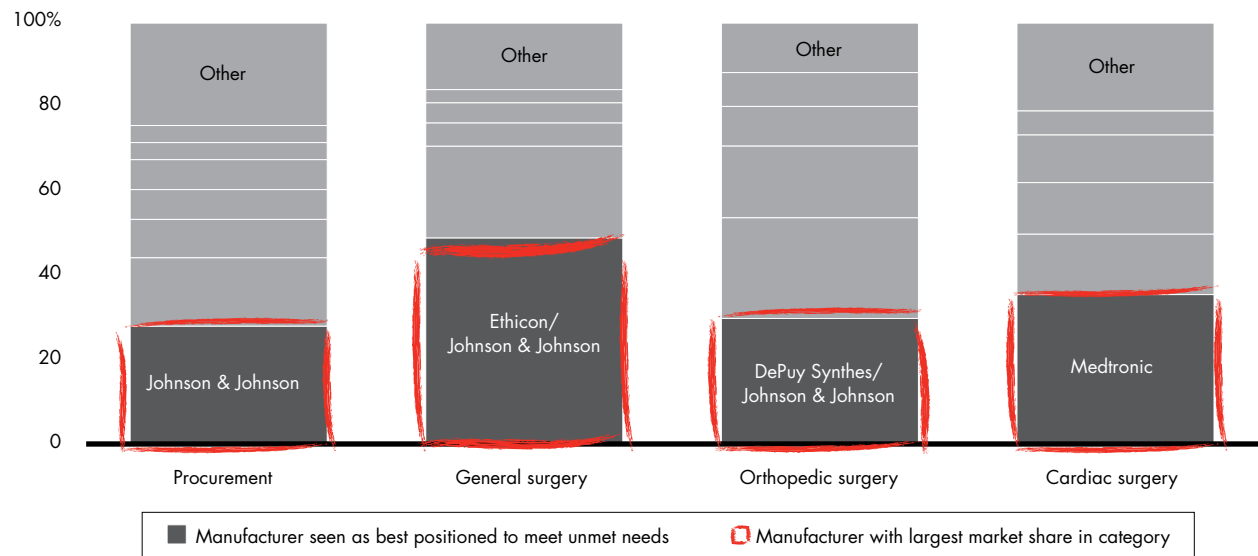 100%
80
60
40
20
0
Other
Johnson & Johnson
Procurement
Other
Ethicon/
Johnson & Johnson
General surgery
Other
DePuy Synthes/
Johnson & Johnson
Orthopedic surgery
Other
Medtronic
Cardiac surgery
Manufacturer seen as best positioned to meet unmet needs
Manufacturer with largest market share in category